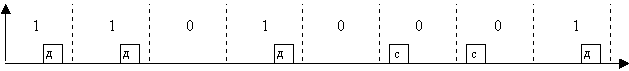 1 1 0 1 0 0 0 1
д д д с с д